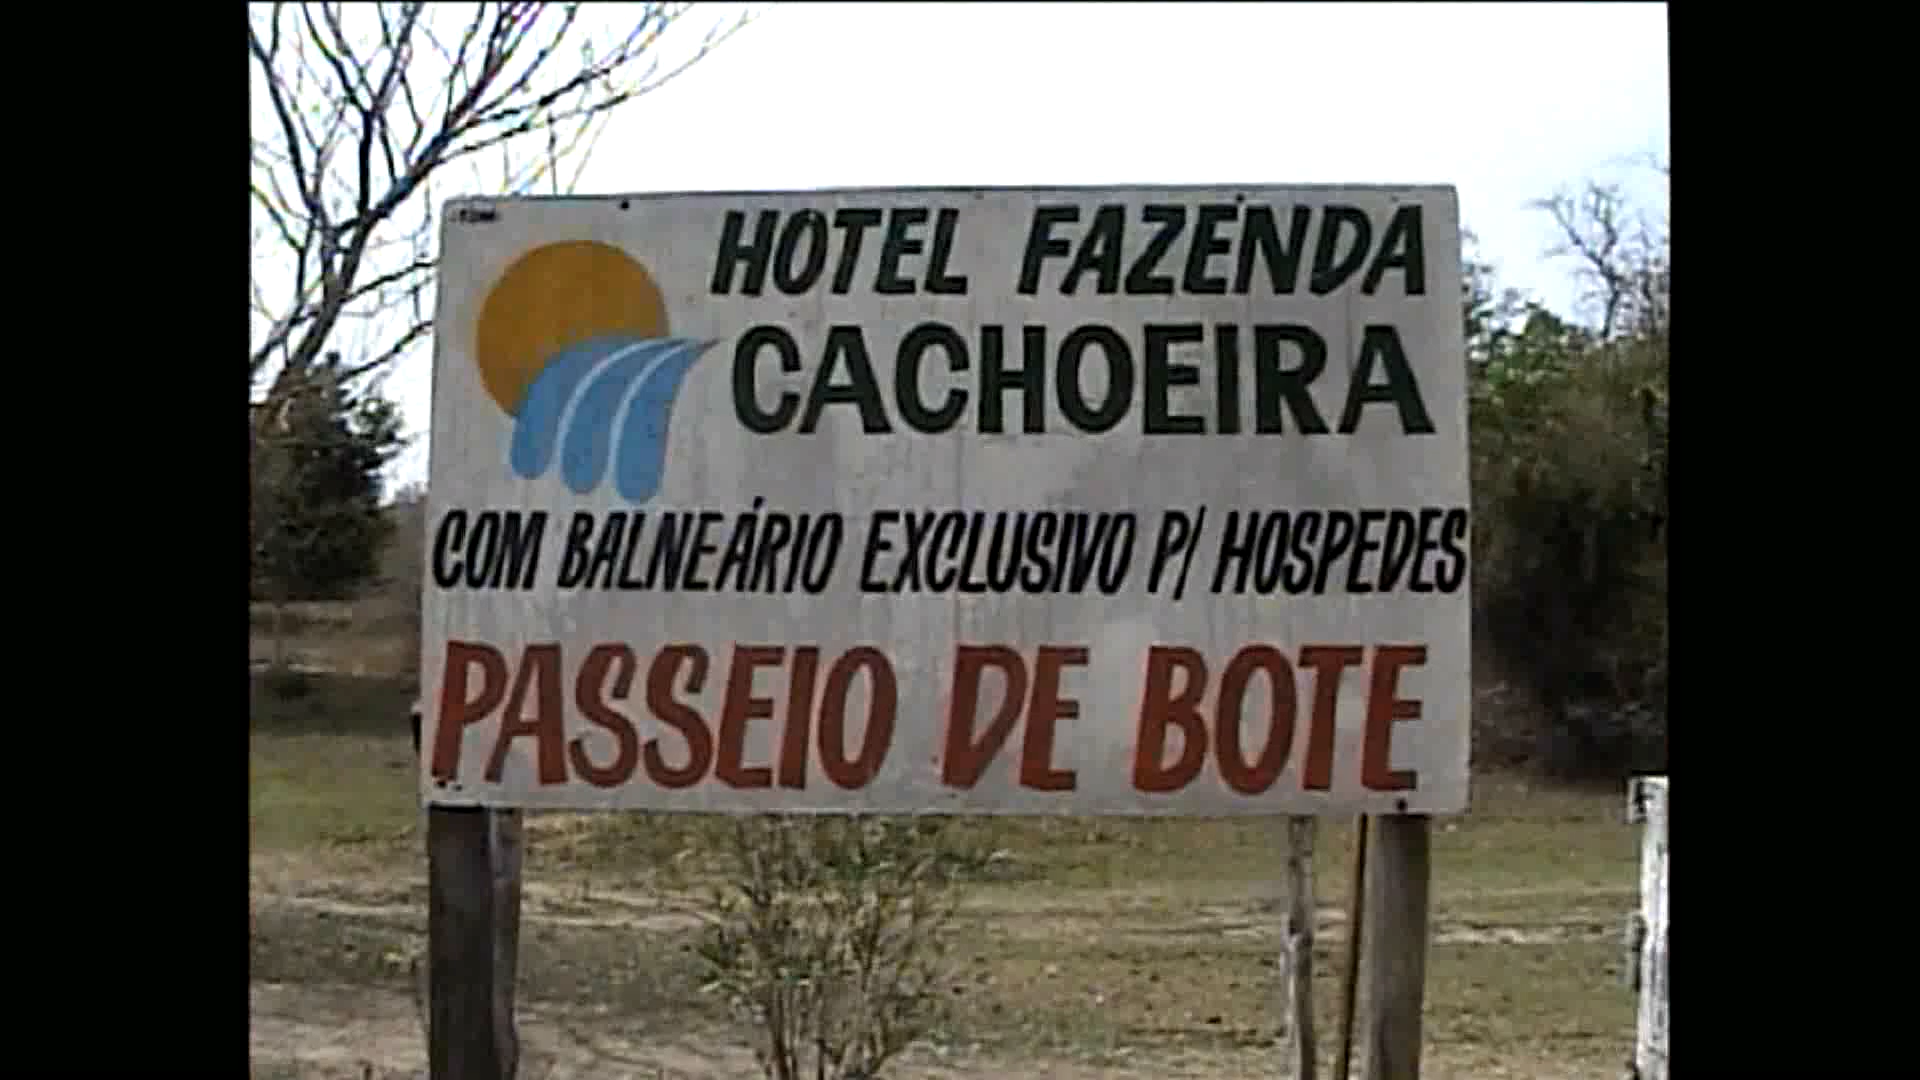 HOTEL FAZENDA
CACHOEIRA
COM BALNEÁRIO EXCLUSIVO P/ HOSPEDES
PASSEIO DE BOTE